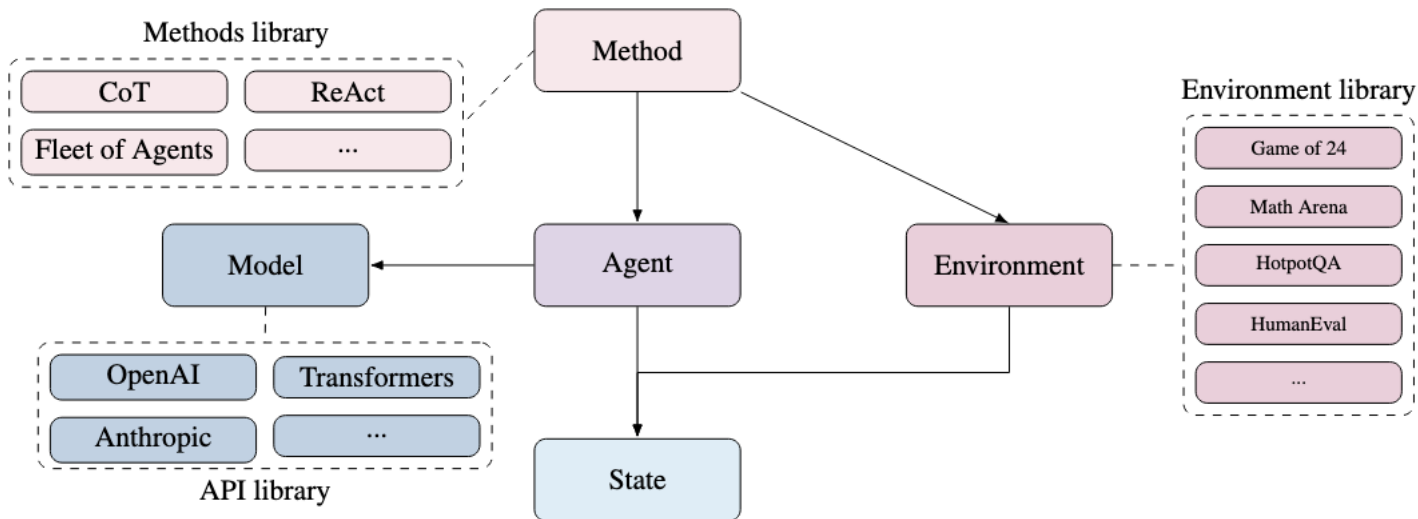 Methods library
CoT
ReAct
Fleet of Agents
...
Method
Environment library
Game of 24
Math Arena
HotpotQA
HumanEval
...
Model
Agent
Environment
OpenAI
Transformers
Anthropic
...
API library
State